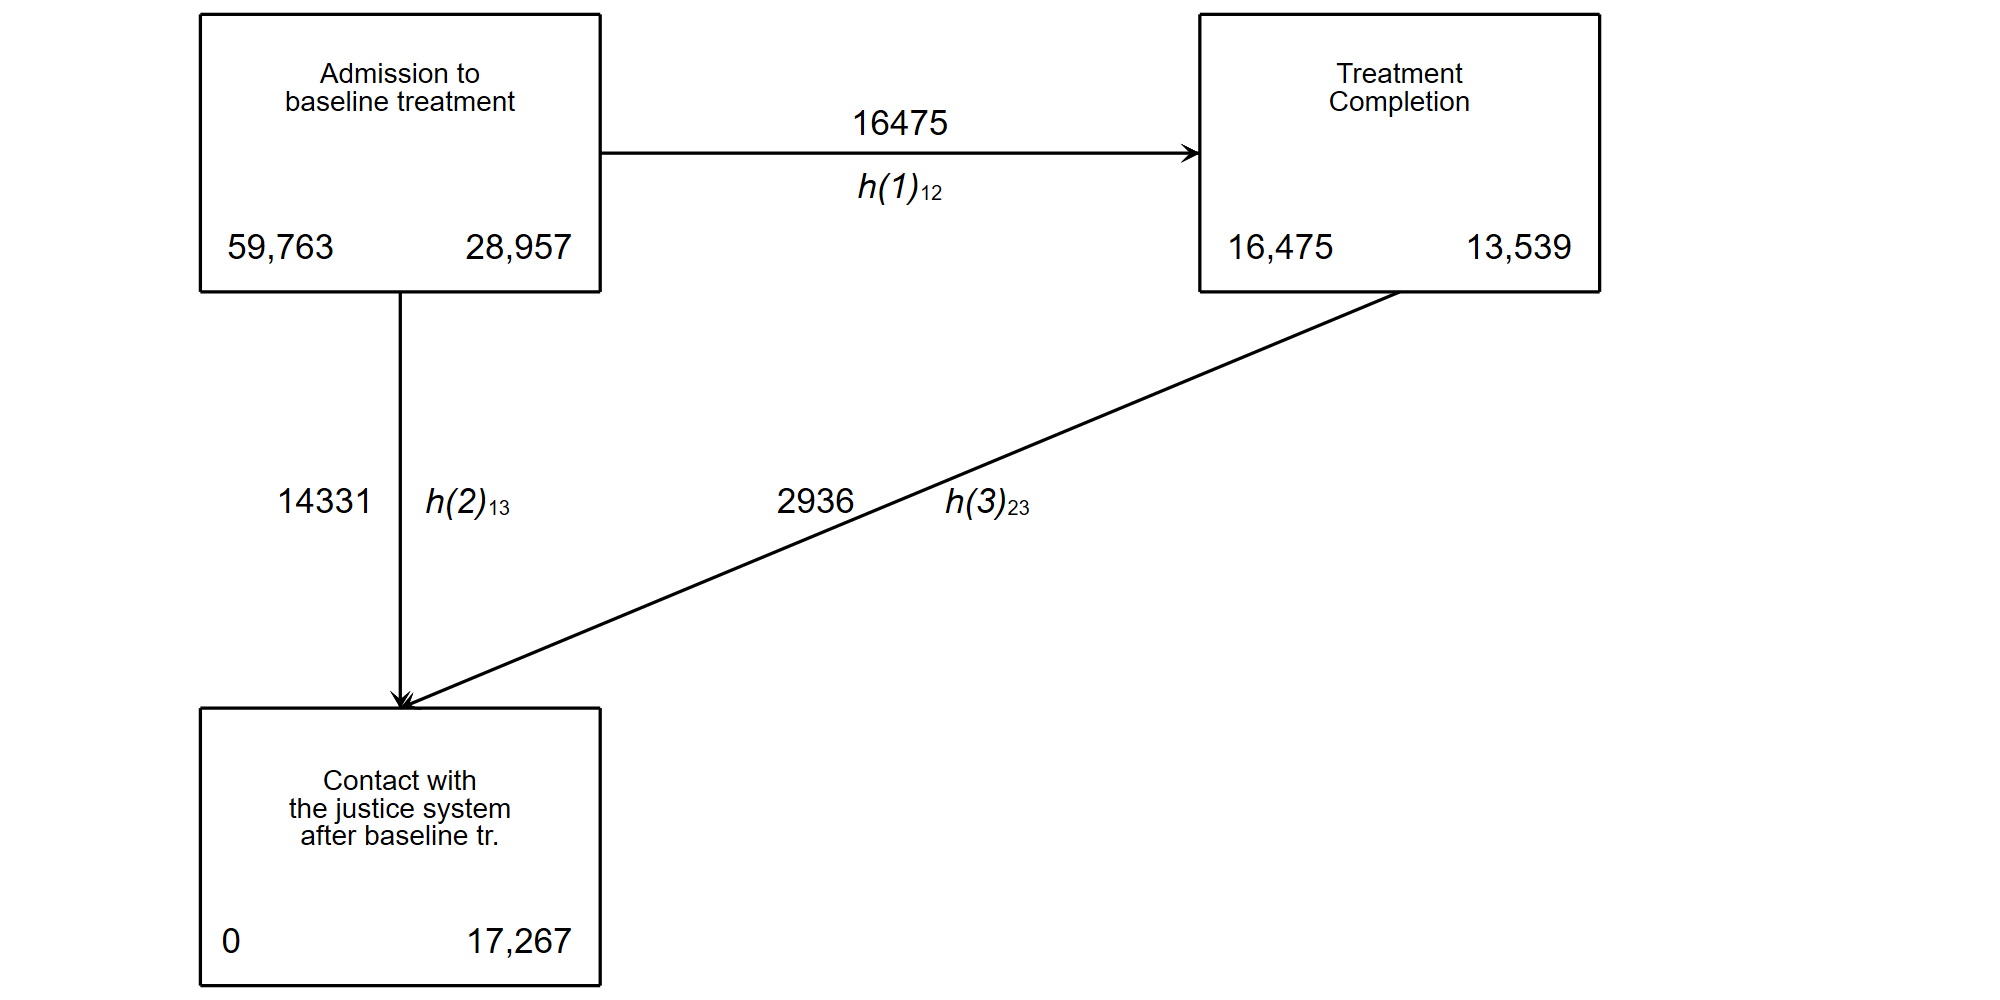 Admission to
baseline treatment
59,763 28,957
16475
h(1)12
Treatment
Completion
16,475 13,539
14331
h(2)13
2936
h(3)23
Contact with
the justice system
after baseline tr.
0 17,267